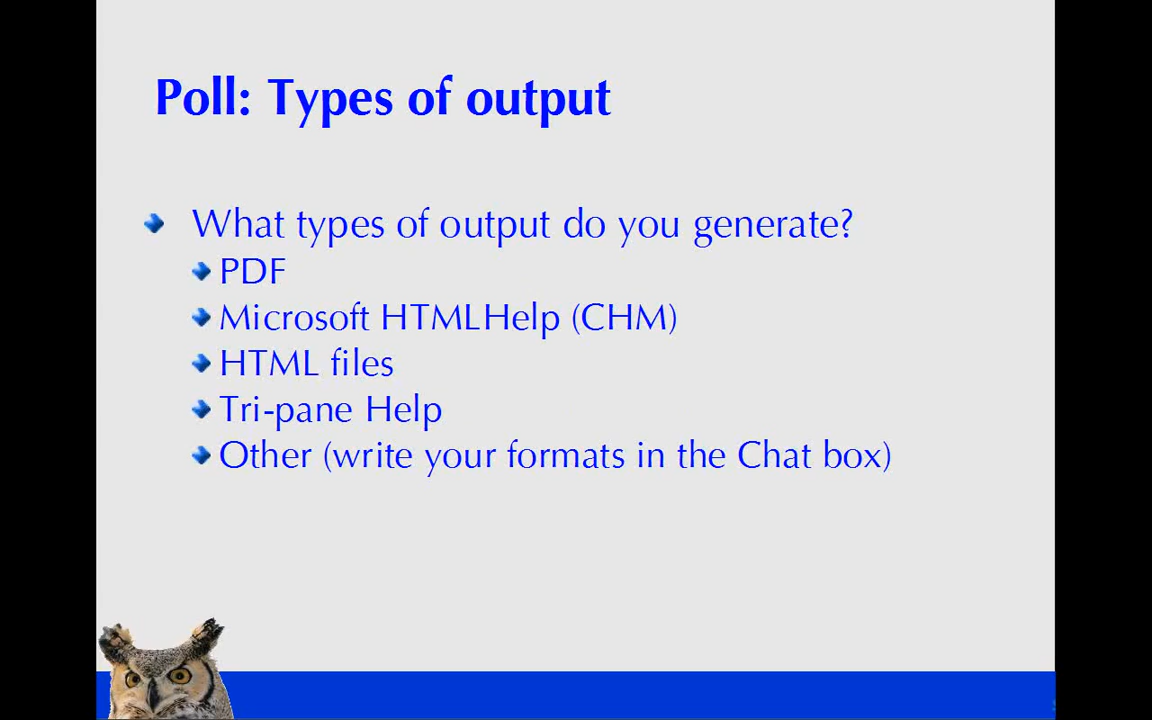 Poll: Types of output
What types of output do you generate?
PDF
Microsoft HTMLHelp (CHM)
HTML files
Tri-pane Help
Other (write your formats in the Chat box)